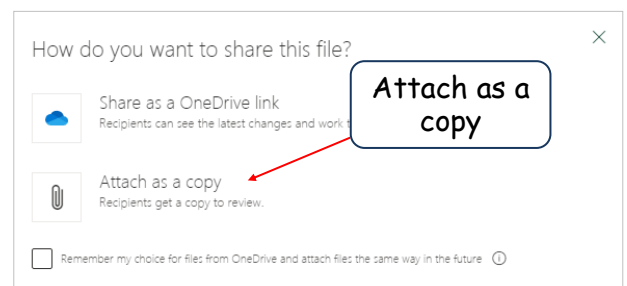 How do you want to share this file?
Attach as a
copy
Share as a OneDrive link
Recipients can see the latest changes and work
Attach as a copy
Recipients get a copy to review.
Remember my choice for files from OneDrive and attach files the same way in the future